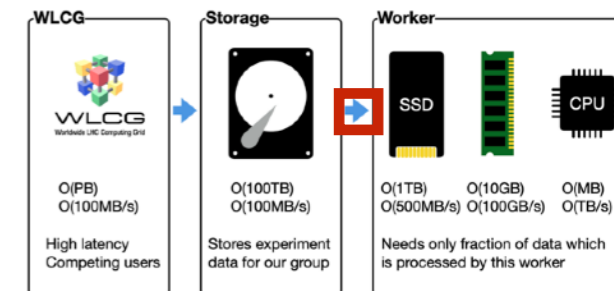 WLCG
WLCG
Worldwide LHC Computing Grid
O(PB)
O(100MB/s)
High latency
Competing users
Storage
O(100TB)
O(100MB/s)
Stores experiment
data for our group
Worker
SSD
CPU
O(1TB) O(10GB) O(MB)
O(500MB/s) O(100GB/s) O(TB/s)
Needs only fraction of data which
is processed by this worker